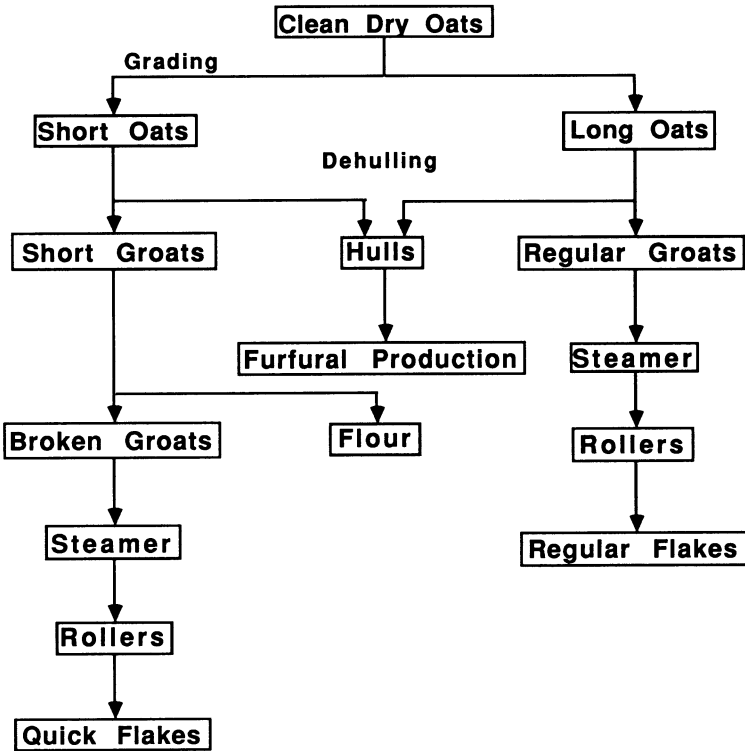 Clean Dry Oats
Grading
Short Oats
Long Oats
Dehulling
Short Groats
Hulls
Regular Groats
Furfural Production
Steamer
Broken Groats
Flour
Rollers
Steamer
Regular Flakes
Rollers
Quick Flakes